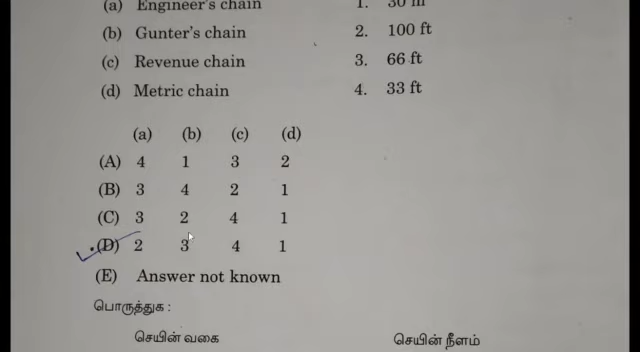 (a) Engineer's chain 1. 30 m
(b) Gunter's chain 2. 100 ft
(c) Revenue chain 3. 66 ft
(d) Metric chain 4. 33 ft
(a) (b) (c) (d)
(A) 4 1 3 2
(B) 3 4 2 1
(C) 3 2 4 1
(D) 2 3 4 1
(E) Answer not known
பொருத்துக :
செயின் வகை செயின் நீளம்